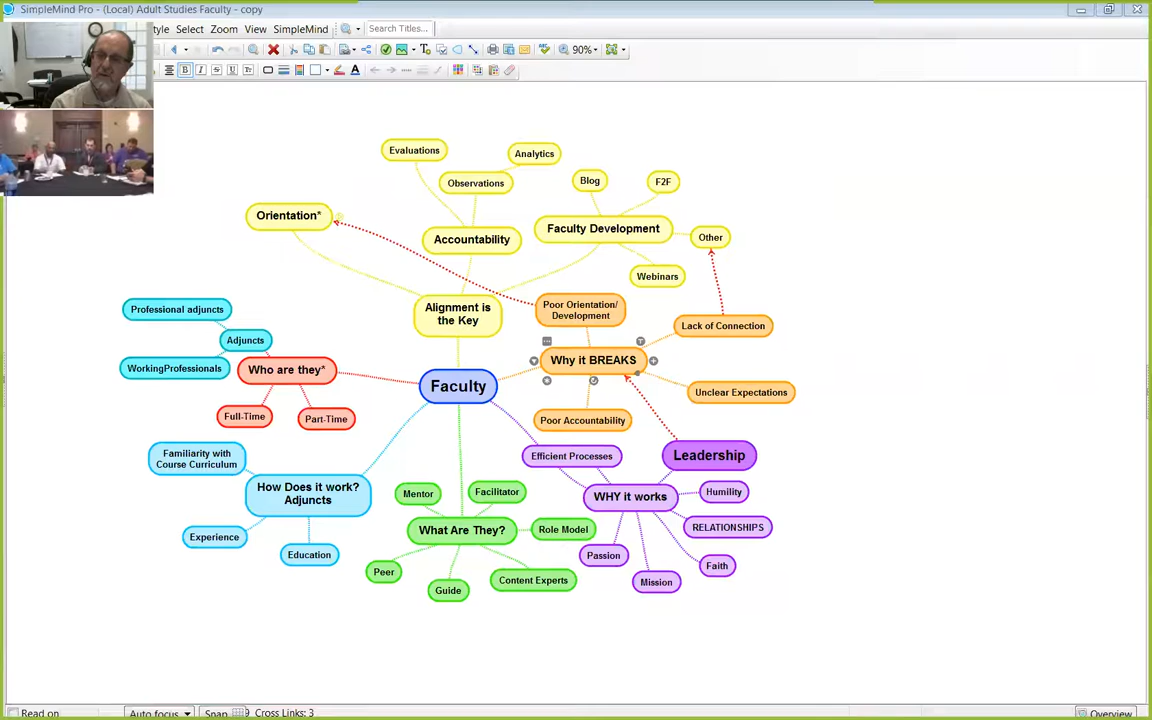 SimpleMind Pro - (Local) Adult Studies Faculty - copy
tyle Select Zoom View SimpleMind Search Titles...
90%
B I S U
Evaluations
Analytics
Observations
Blog
F2F
Orientation*
Accountability
Faculty Development
Other
Webinars
Alignment is
the Key
Poor Orientation/
Development
Lack of Connection
Professional adjuncts
Adjuncts
WorkingProfessionals
Who are they*
Full-Time
Part-Time
Faculty
Why it BREAKS
Unclear Expectations
Poor Accountability
Leadership
Efficient Processes
WHY it works
Humility
RELATIONSHIPS
Faith
Mission
Passion
Familiarity with
Course Curriculum
How Does it work?
Adjuncts
Experience
Education
Mentor
Facilitator
What Are They?
Role Model
Peer
Guide
Content Experts
Read on Auto focus Snap 9 Cross Links: 3 Overview